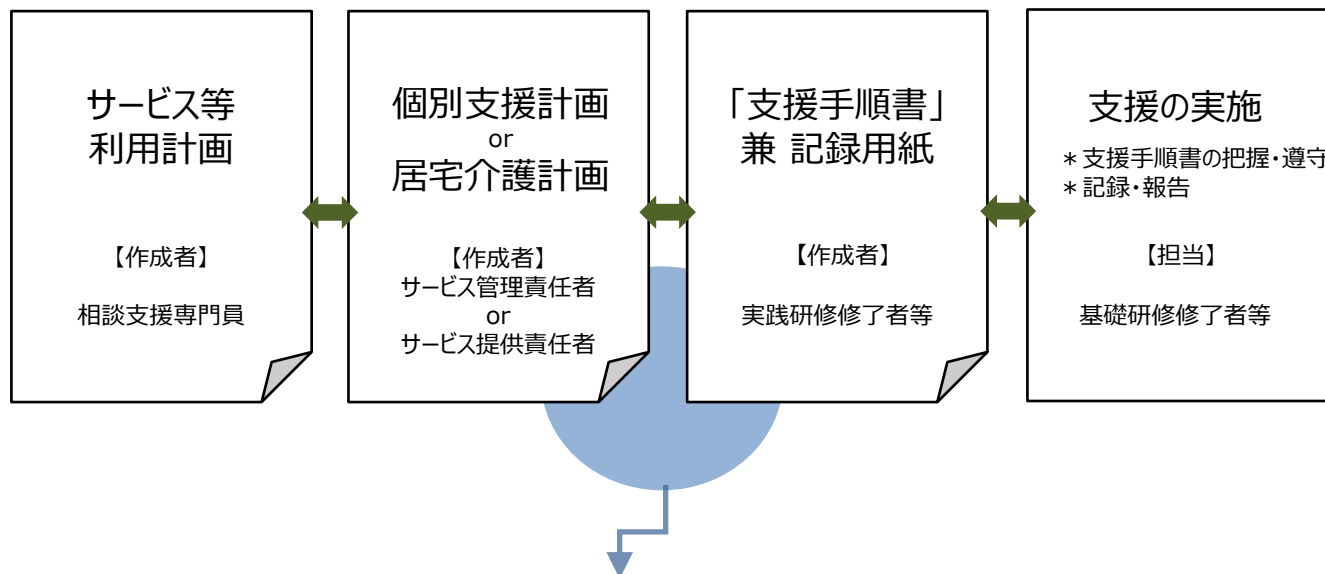 サービス等
利用計画
【作成者】
相談支援専門員
個別支援計画
or
居宅介護計画
【作成者】
サービス管理責任者
or
サービス提供責任者
「支援手順書」
兼 記録用紙
【作成者】
実践研修修了者等
支援の実施
＊支援手順書の把握・遵守
＊記録・報告
【担当】
基礎研修修了者等